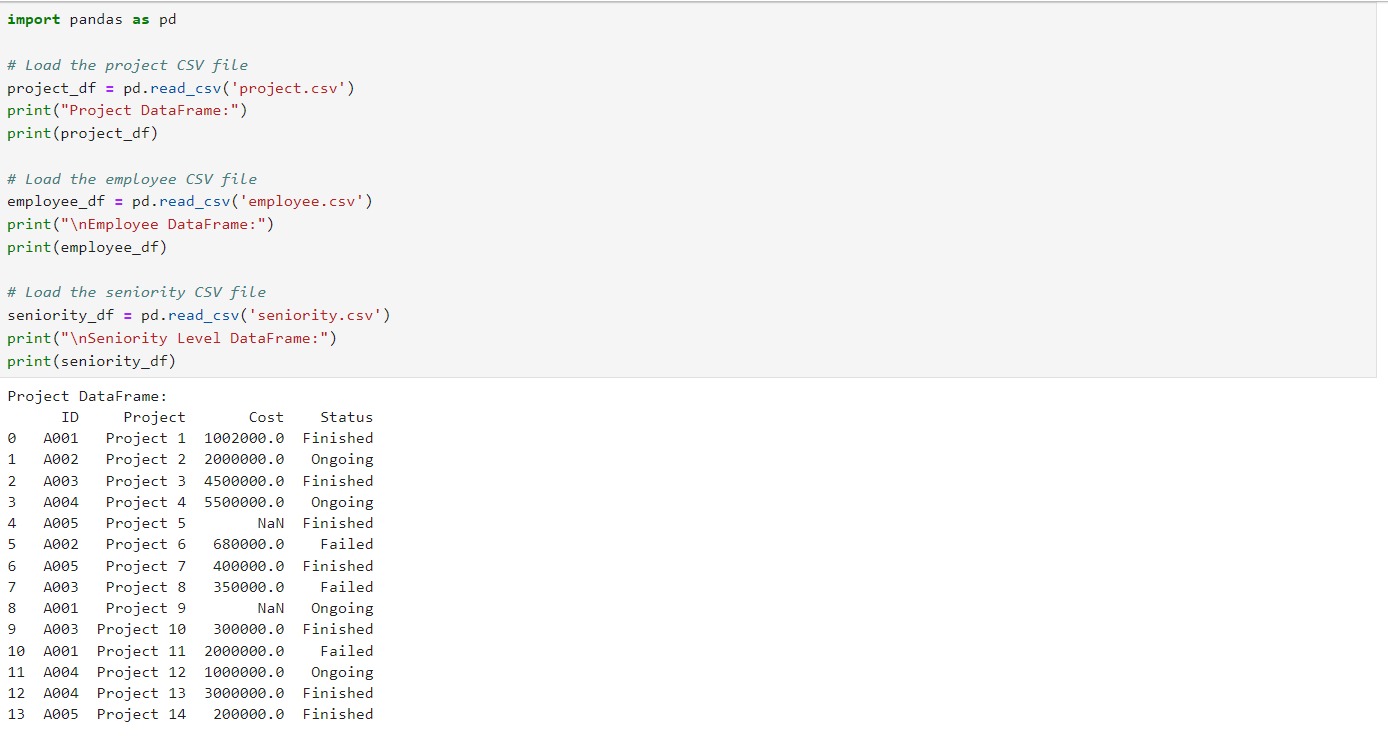 import pandas as pd
# Load the project CSV file
project_df = pd.read_csv('project.csv')
print("Project DataFrame:")
print(project_df)
# Load the employee CSV file
employee_df = pd.read_csv('employee.csv')
print("\nEmployee DataFrame:")
print(employee_df)
# Load the seniority CSV file
seniority_df = pd.read_csv('seniority.csv')
print("\nSeniority Level DataFrame:")
print(seniority_df)
Project DataFrame:
ID Project Cost Status
0 A001 Project 1 1002000.0 Finished
1 A002 Project 2 2000000.0 Ongoing
2 A003 Project 3 4500000.0 Finished
3 A004 Project 4 5500000.0 Ongoing
4 A005 Project 5 NaN Finished
5 A002 Project 6 680000.0 Failed
6 A005 Project 7 400000.0 Finished
7 A003 Project 8 350000.0 Failed
8 A001 Project 9 NaN Ongoing
9 A003 Project 10 300000.0 Finished
10 A001 Project 11 2000000.0 Failed
11 A004 Project 12 1000000.0 Ongoing
12 A004 Project 13 3000000.0 Finished
13 A005 Project 14 200000.0 Finished